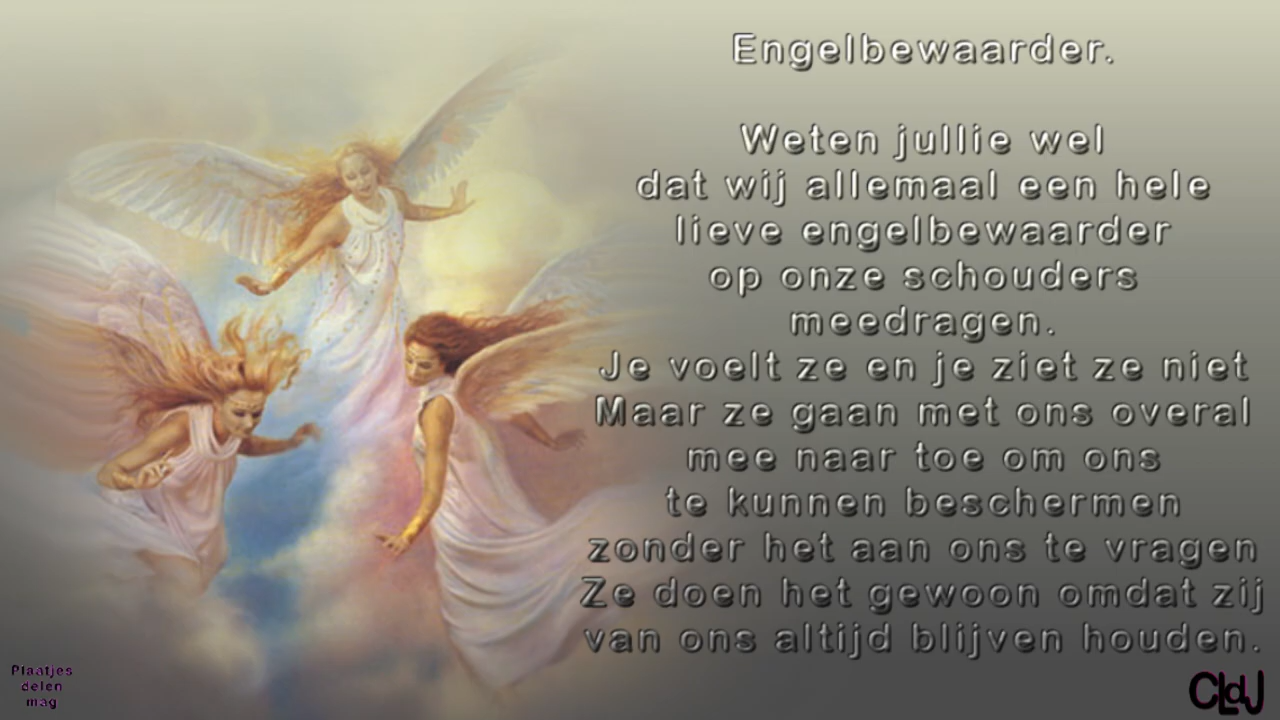 Engelbewaarder.
Weten jullie wel
dat wij allemaal een hele
lieve engelbewaarder
op onze schouders
meedragen.
Je voelt ze en je ziet ze niet
Maar ze gaan met ons overal
mee naar toe om ons
te kunnen beschermen
zonder het aan ons te vragen
Ze doen het gewoon omdat zij
van ons altijd blijven houden.
Plaatjes
delen
mag
CLdJ